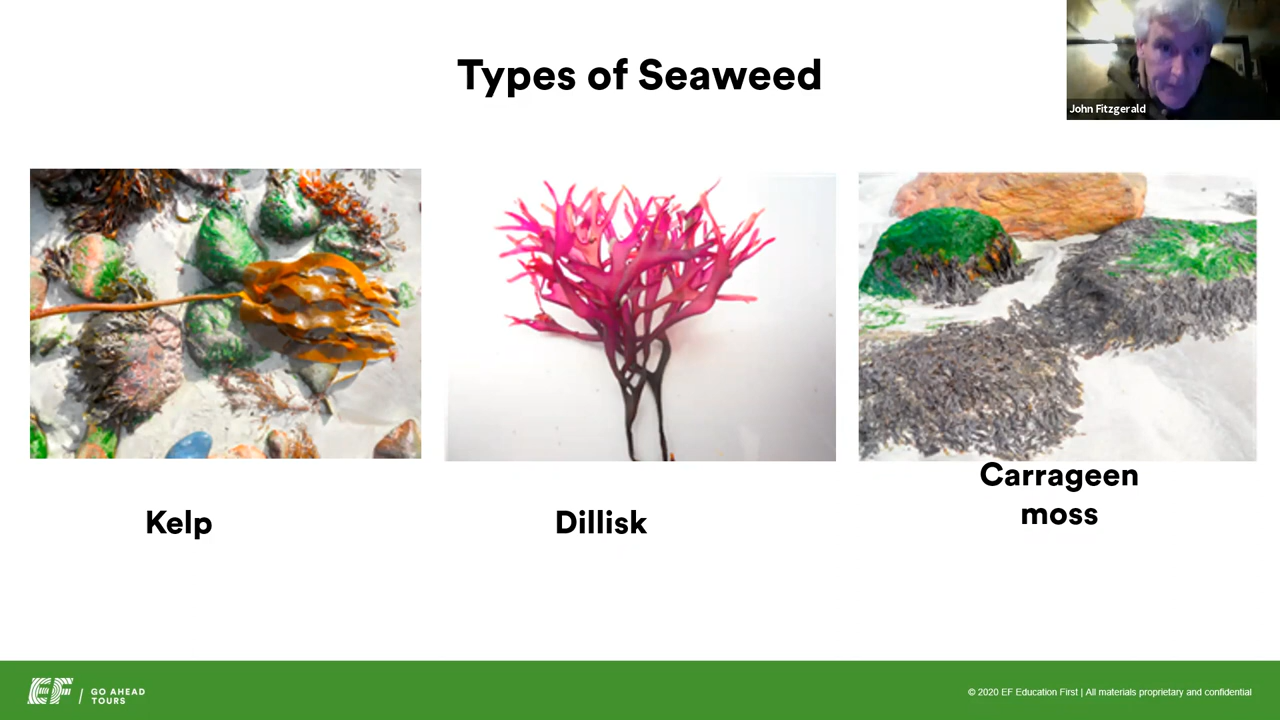 Types of Seaweed
John Fitzgerald
Kelp
Dillisk
Carrageen
moss
EF / GO AHEAD
TOURS
© 2020 EF Education First | All materials proprietary and confidential